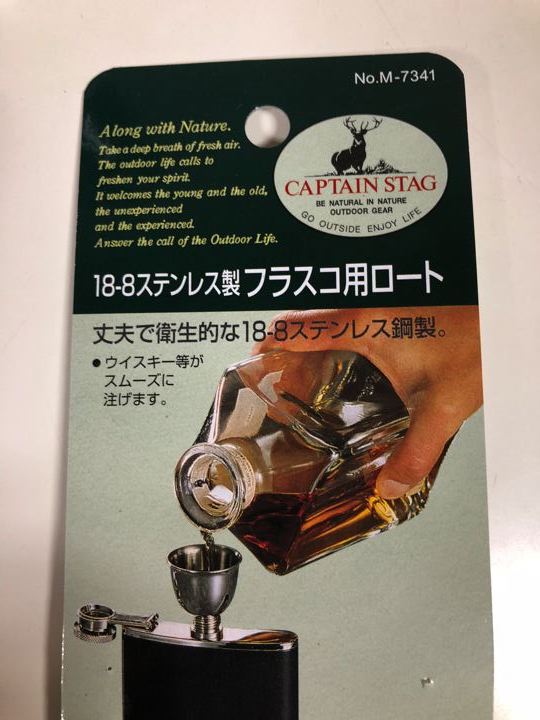 No.M-7341
Along with Nature.
Take a deep breath of fresh air.
The outdoor life calls to
freshen your spirit.
It welcomes the young and the old,
the unexperienced
and the experienced.
Answer the call of the Outdoor Life.
CAPTAIN STAG
BE NATURAL IN NATURE
OUTDOOR GEAR
GO OUTSIDE ENJOY LIFE
18-8ステンレス製フラスコ用ロート
丈夫で衛生的な18-8ステンレス鋼製。
●ウイスキー等が
スムーズに
注げます。